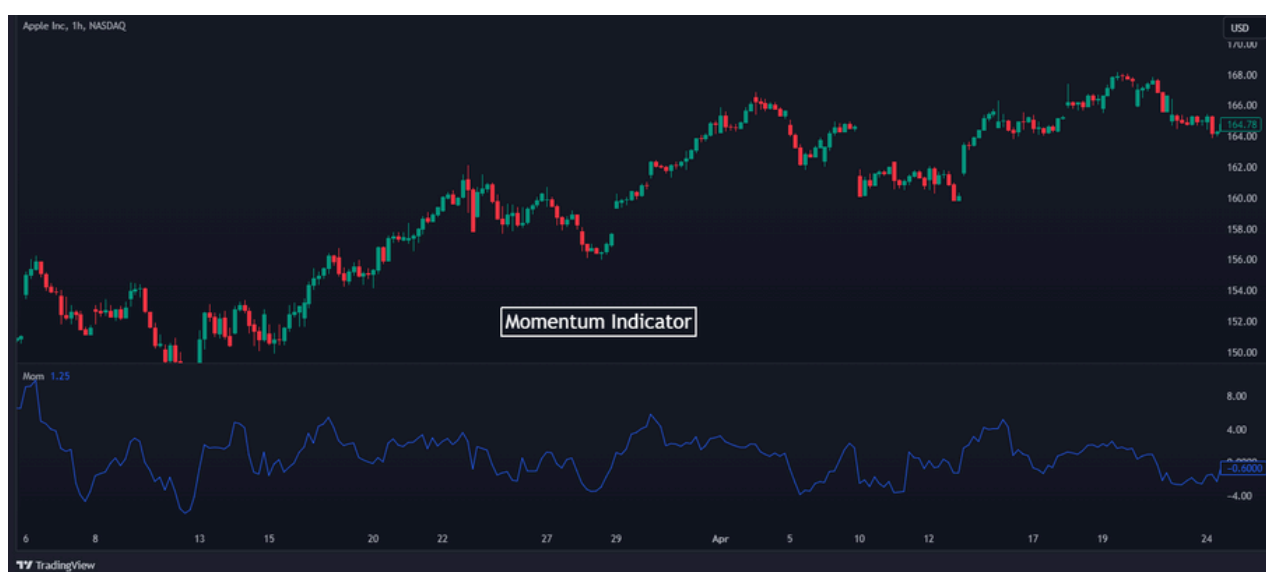 Apple Inc, 1h, NASDAQ
USD
170.00
168.00
166.00
164.78
164.00
162.00
160.00
158.00
156.00
154.00
152.00
150.00
Momentum Indicator
Mom 1.25
8.00
4.00
0.0000
-0.6000
-4.00
6 8 13 15 20 22 27 29 Apr 5 10 12 17 19 24
TradingView